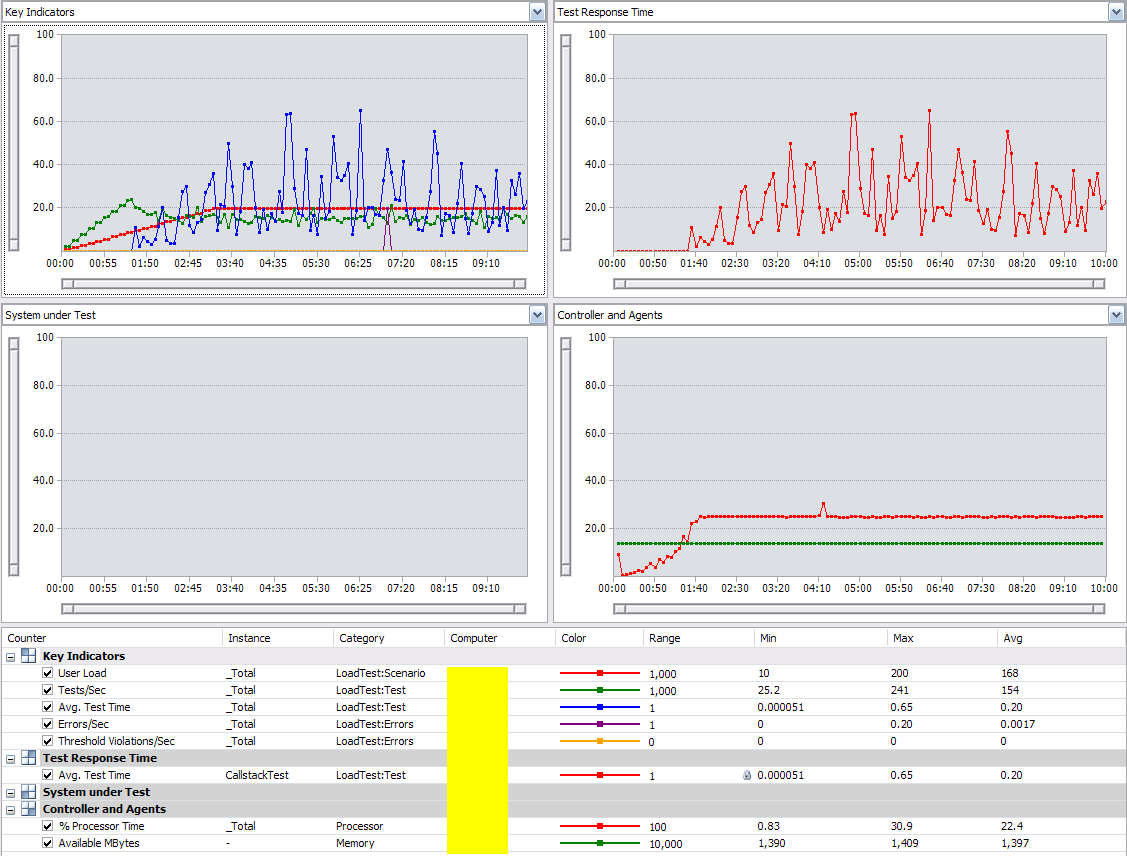 Key Indicators
100
80.0
60.0
40.0
20.0
00:00 00:55 01:50 02:45 03:40 04:35 05:30 06:25 07:20 08:15 09:10
Test Response Time
100
80.0
60.0
40.0
20.0
00:00 00:50 01:40 02:30 03:20 04:10 05:00 05:50 06:40 07:30 08:20 09:10 10:00
System under Test
100
80.0
60.0
40.0
20.0
00:00 00:55 01:50 02:45 03:40 04:35 05:30 06:25 07:20 08:15 09:10
Controller and Agents
100
80.0
60.0
40.0
20.0
00:00 00:50 01:40 02:30 03:20 04:10 05:00 05:50 06:40 07:30 08:20 09:10 10:00
Counter Instance Category Computer Color Range Min Max Avg
Key Indicators
User Load _Total LoadTest:Scenario 1,000 10 200 168
Tests/Sec _Total LoadTest:Test 1,000 25.2 241 154
Avg. Test Time _Total LoadTest:Test 1 0.000051 0.65 0.20
Errors/Sec _Total LoadTest:Errors 1 0 0.20 0.0017
Threshold Violations/Sec _Total LoadTest:Errors 0 0 0 0
Test Response Time
Avg. Test Time CallstackTest LoadTest:Test 1 0.000051 0.65 0.20
System under Test
Controller and Agents
% Processor Time _Total Processor 100 0.83 30.9 22.4
Available MBytes - Memory 10,000 1,390 1,409 1,397